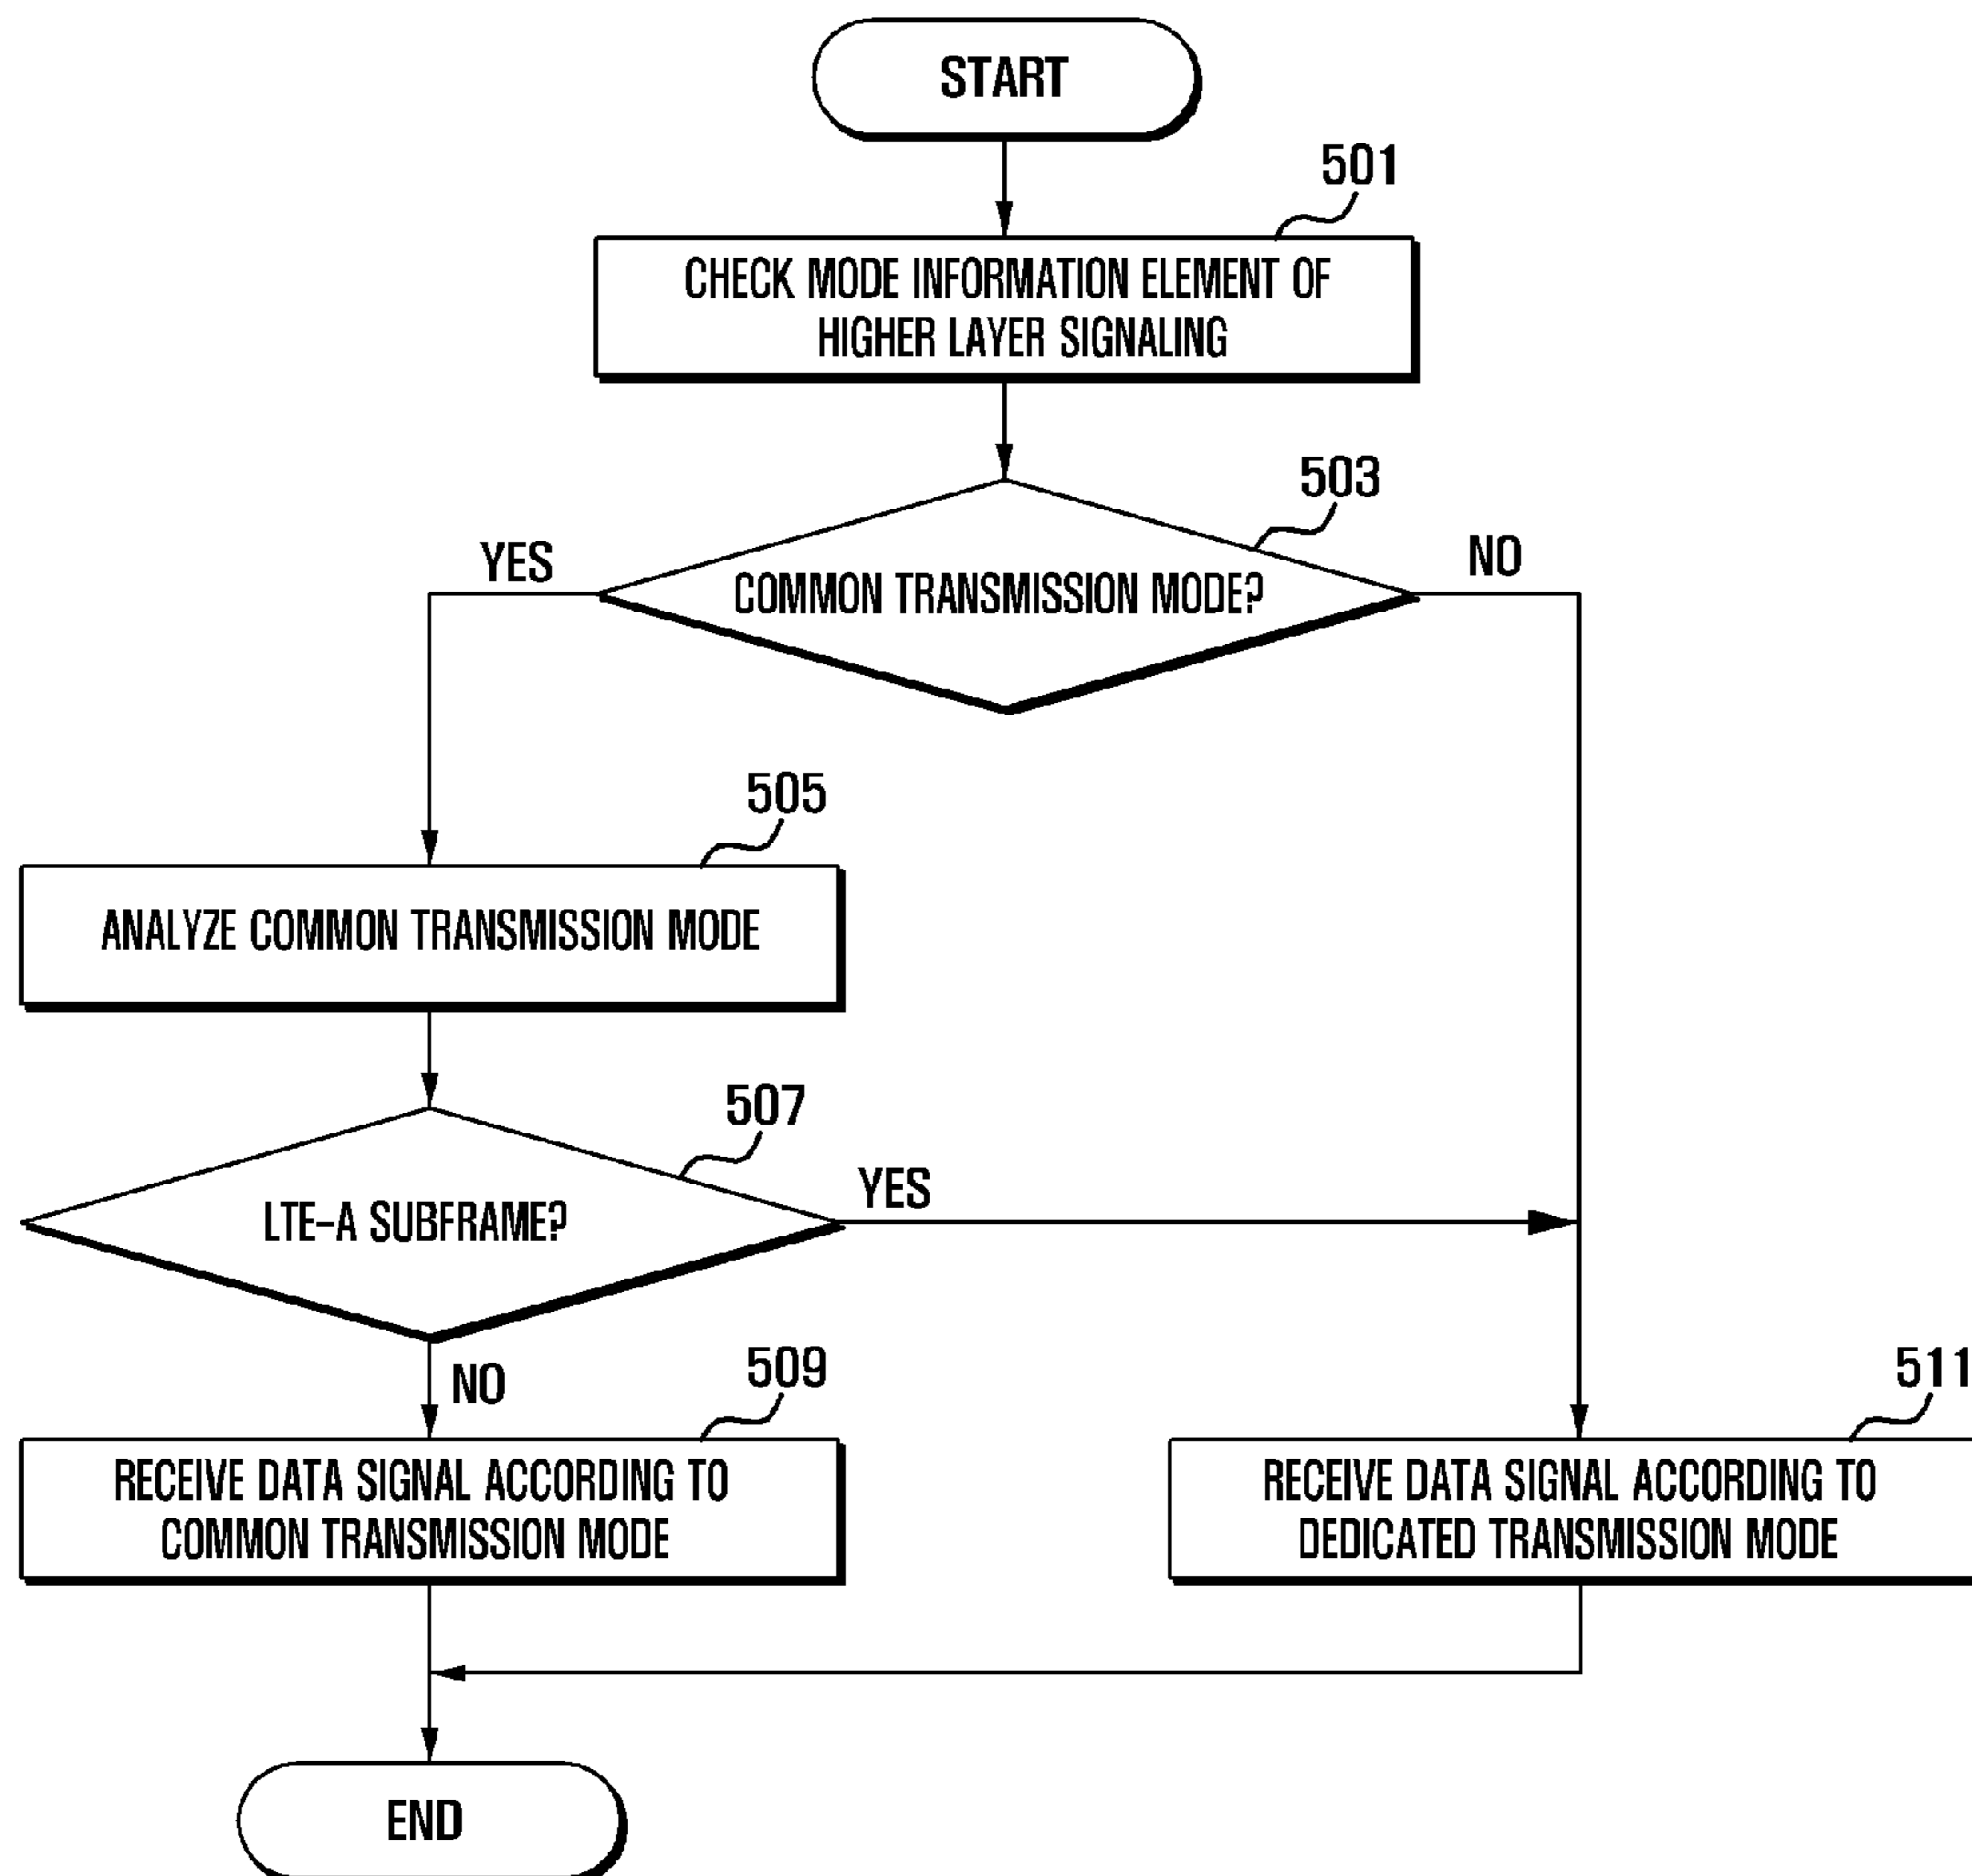 START
501
CHECK MODE INFORMATION ELEMENT OF
HIGHER LAYER SIGNALING
503
YES
NO
COMMON TRANSMISSION MODE?
505
ANALYZE COMMON TRANSMISSION MODE
507
YES
LTE-A SUBFRAME?
NO
509
511
RECEIVE DATA SIGNAL ACCORDING TO
COMMON TRANSMISSION MODE
RECEIVE DATA SIGNAL ACCORDING TO
DEDICATED TRANSMISSION MODE
END